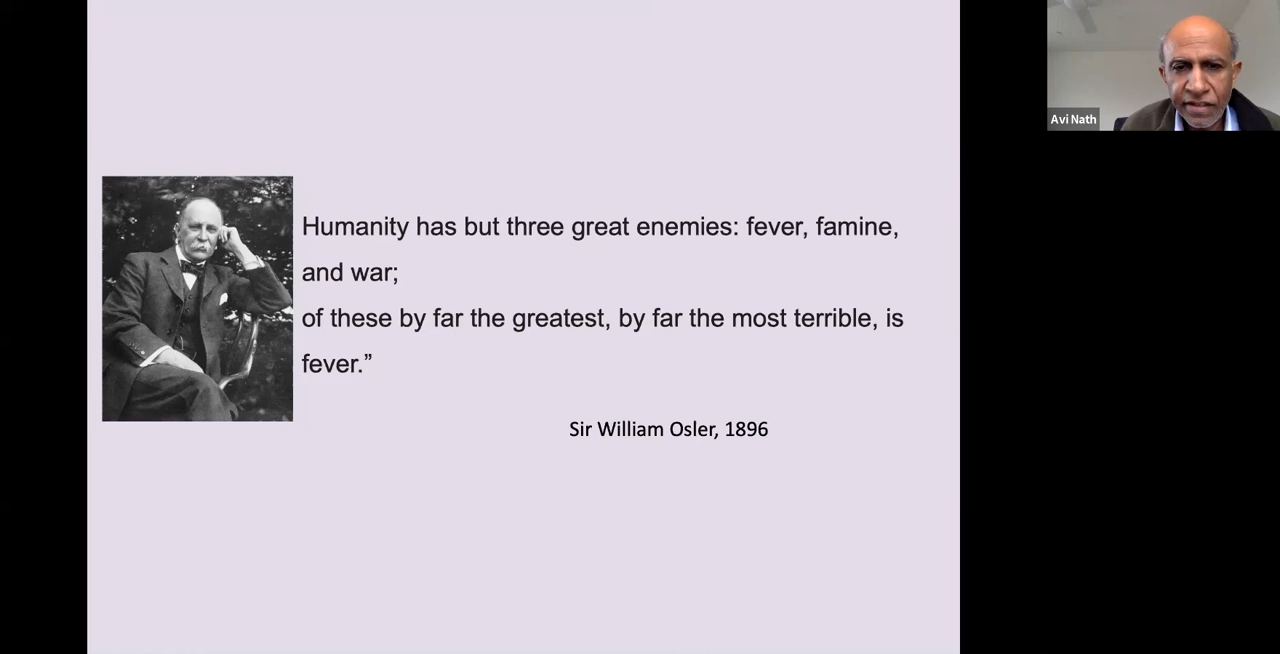 Humanity has but three great enemies: fever, famine,
and war;
of these by far the greatest, by far the most terrible, is
fever.”
Sir William Osler, 1896
Avi Nath